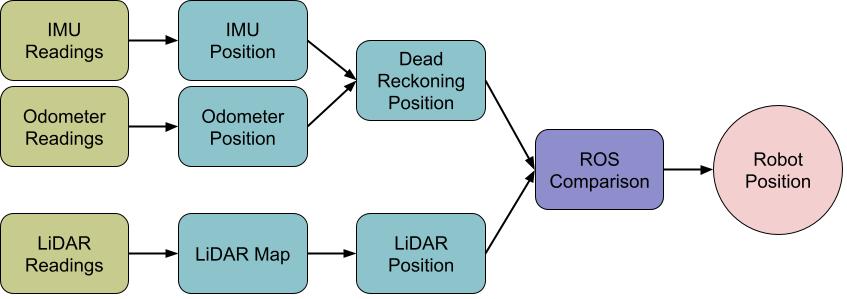 IMU
Readings
IMU
Position
Dead
Reckoning
Position
Odometer
Readings
Odometer
Position
ROS
Comparison
Robot
Position
LiDAR
Readings
LiDAR Map
LiDAR
Position